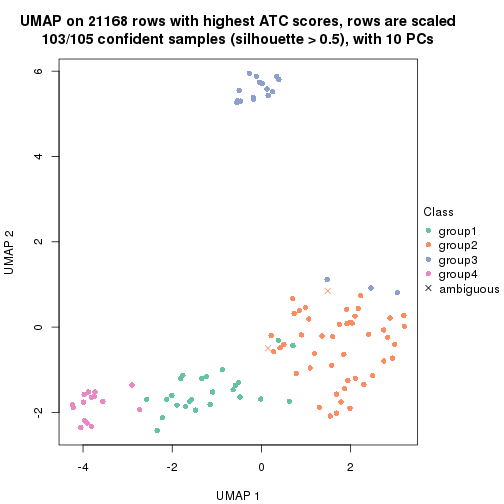 UMAP on 21168 rows with highest ATC scores, rows are scaled
103/105 confident samples (silhouette > 0.5), with 10 PCs
6
4
2
0
-2
UMAP 2
-4
-2
0
2
UMAP 1
Class
group1
group2
group3
group4
ambiguous